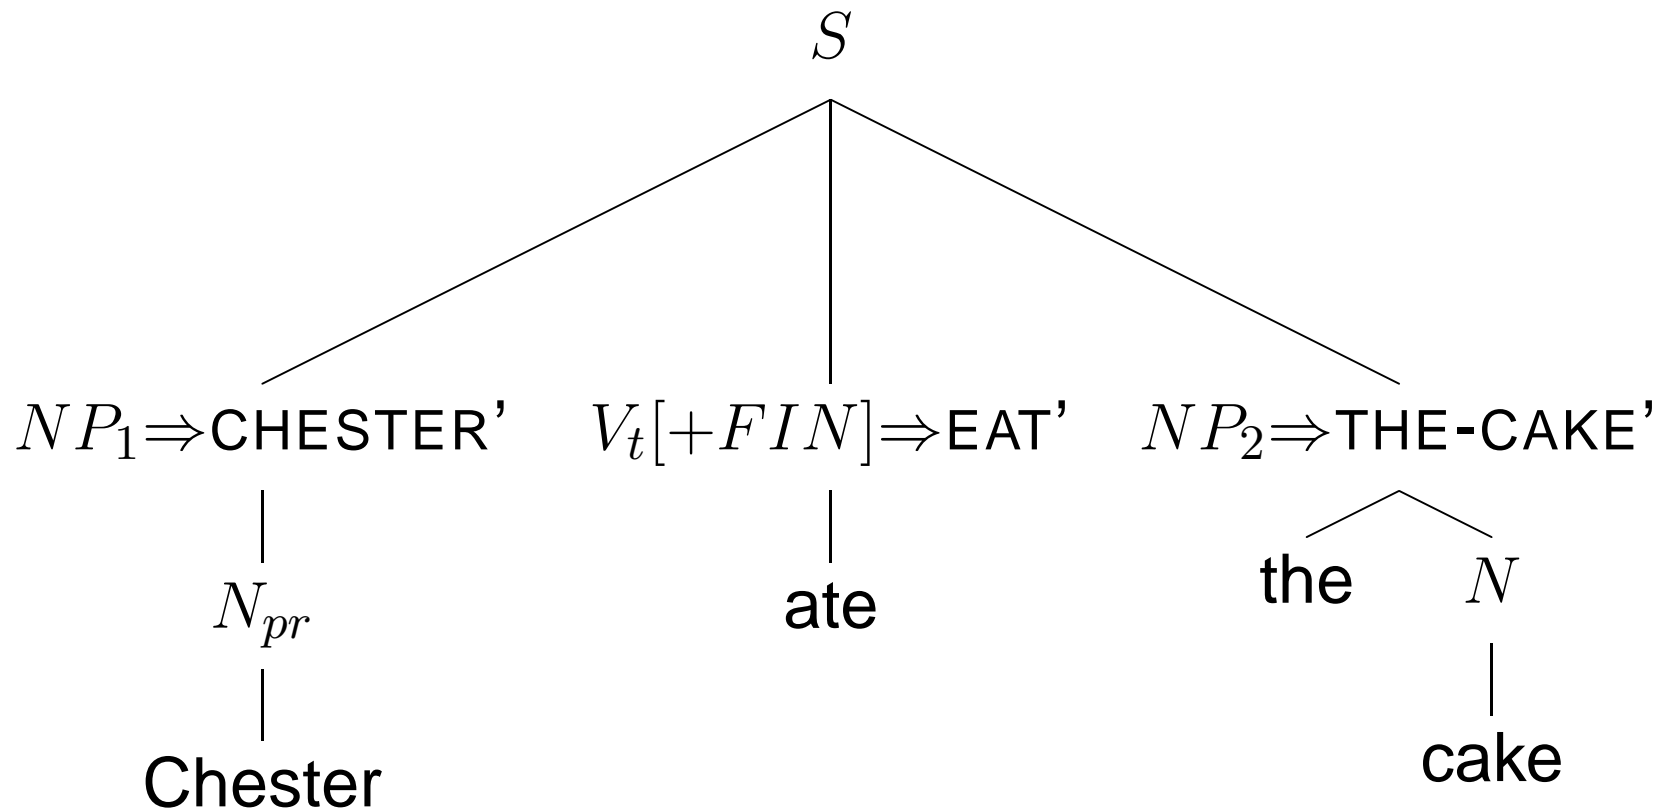 S
NP₁⇒CHESTER’ Vₜ[+FIN]⇒EAT’ NP₂⇒THE-CAKE’
the N
Nₚᵣ ate
Chester cake